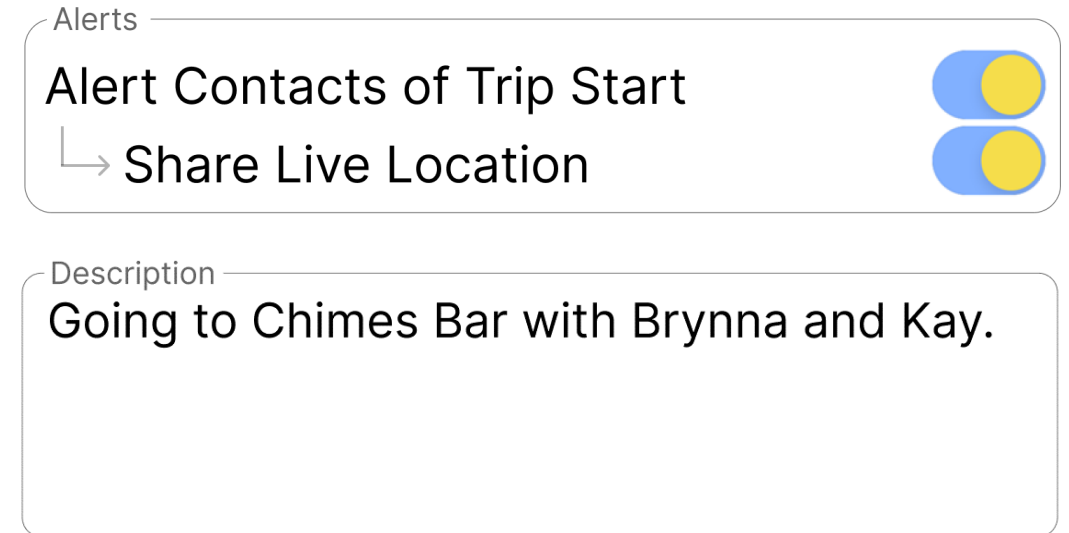 Alerts
Alert Contacts of Trip Start
Share Live Location
Description
Going to Chimes Bar with Brynna and Kay.